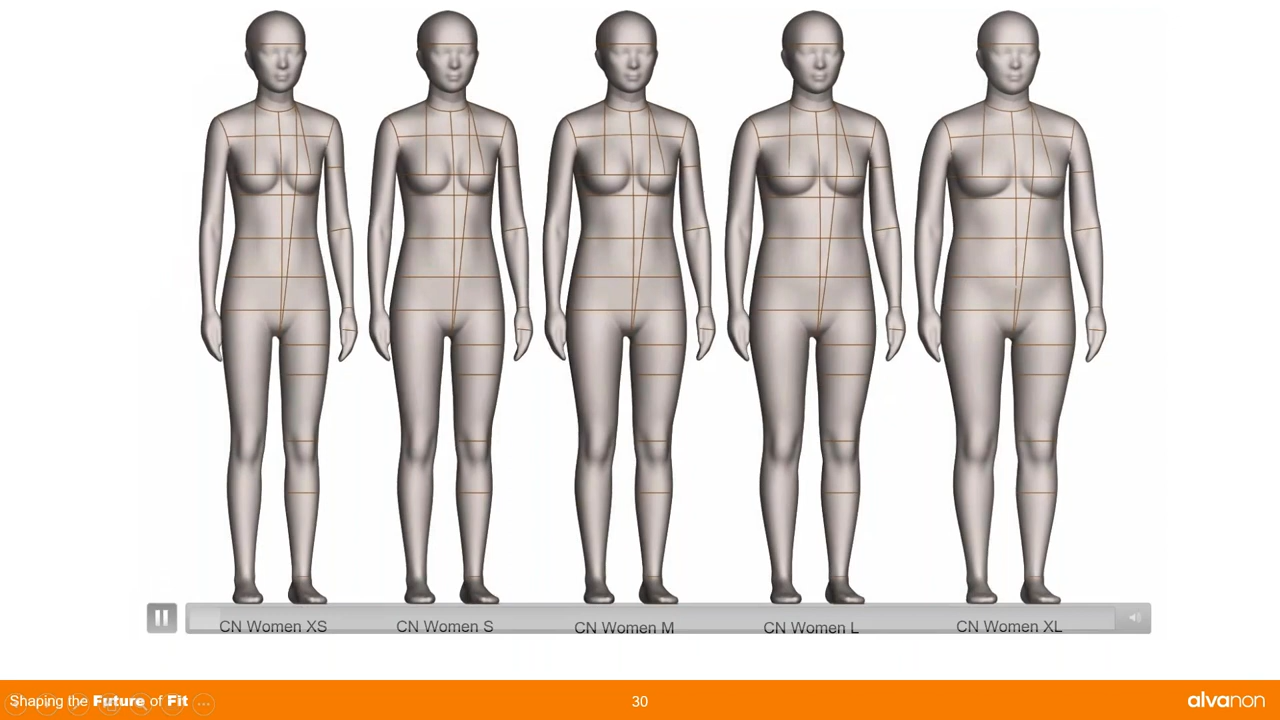 CN Women XS
CN Women S
CN Women M
CN Women L
CN Women XL
Shaping the Future of Fit
30
alvanon